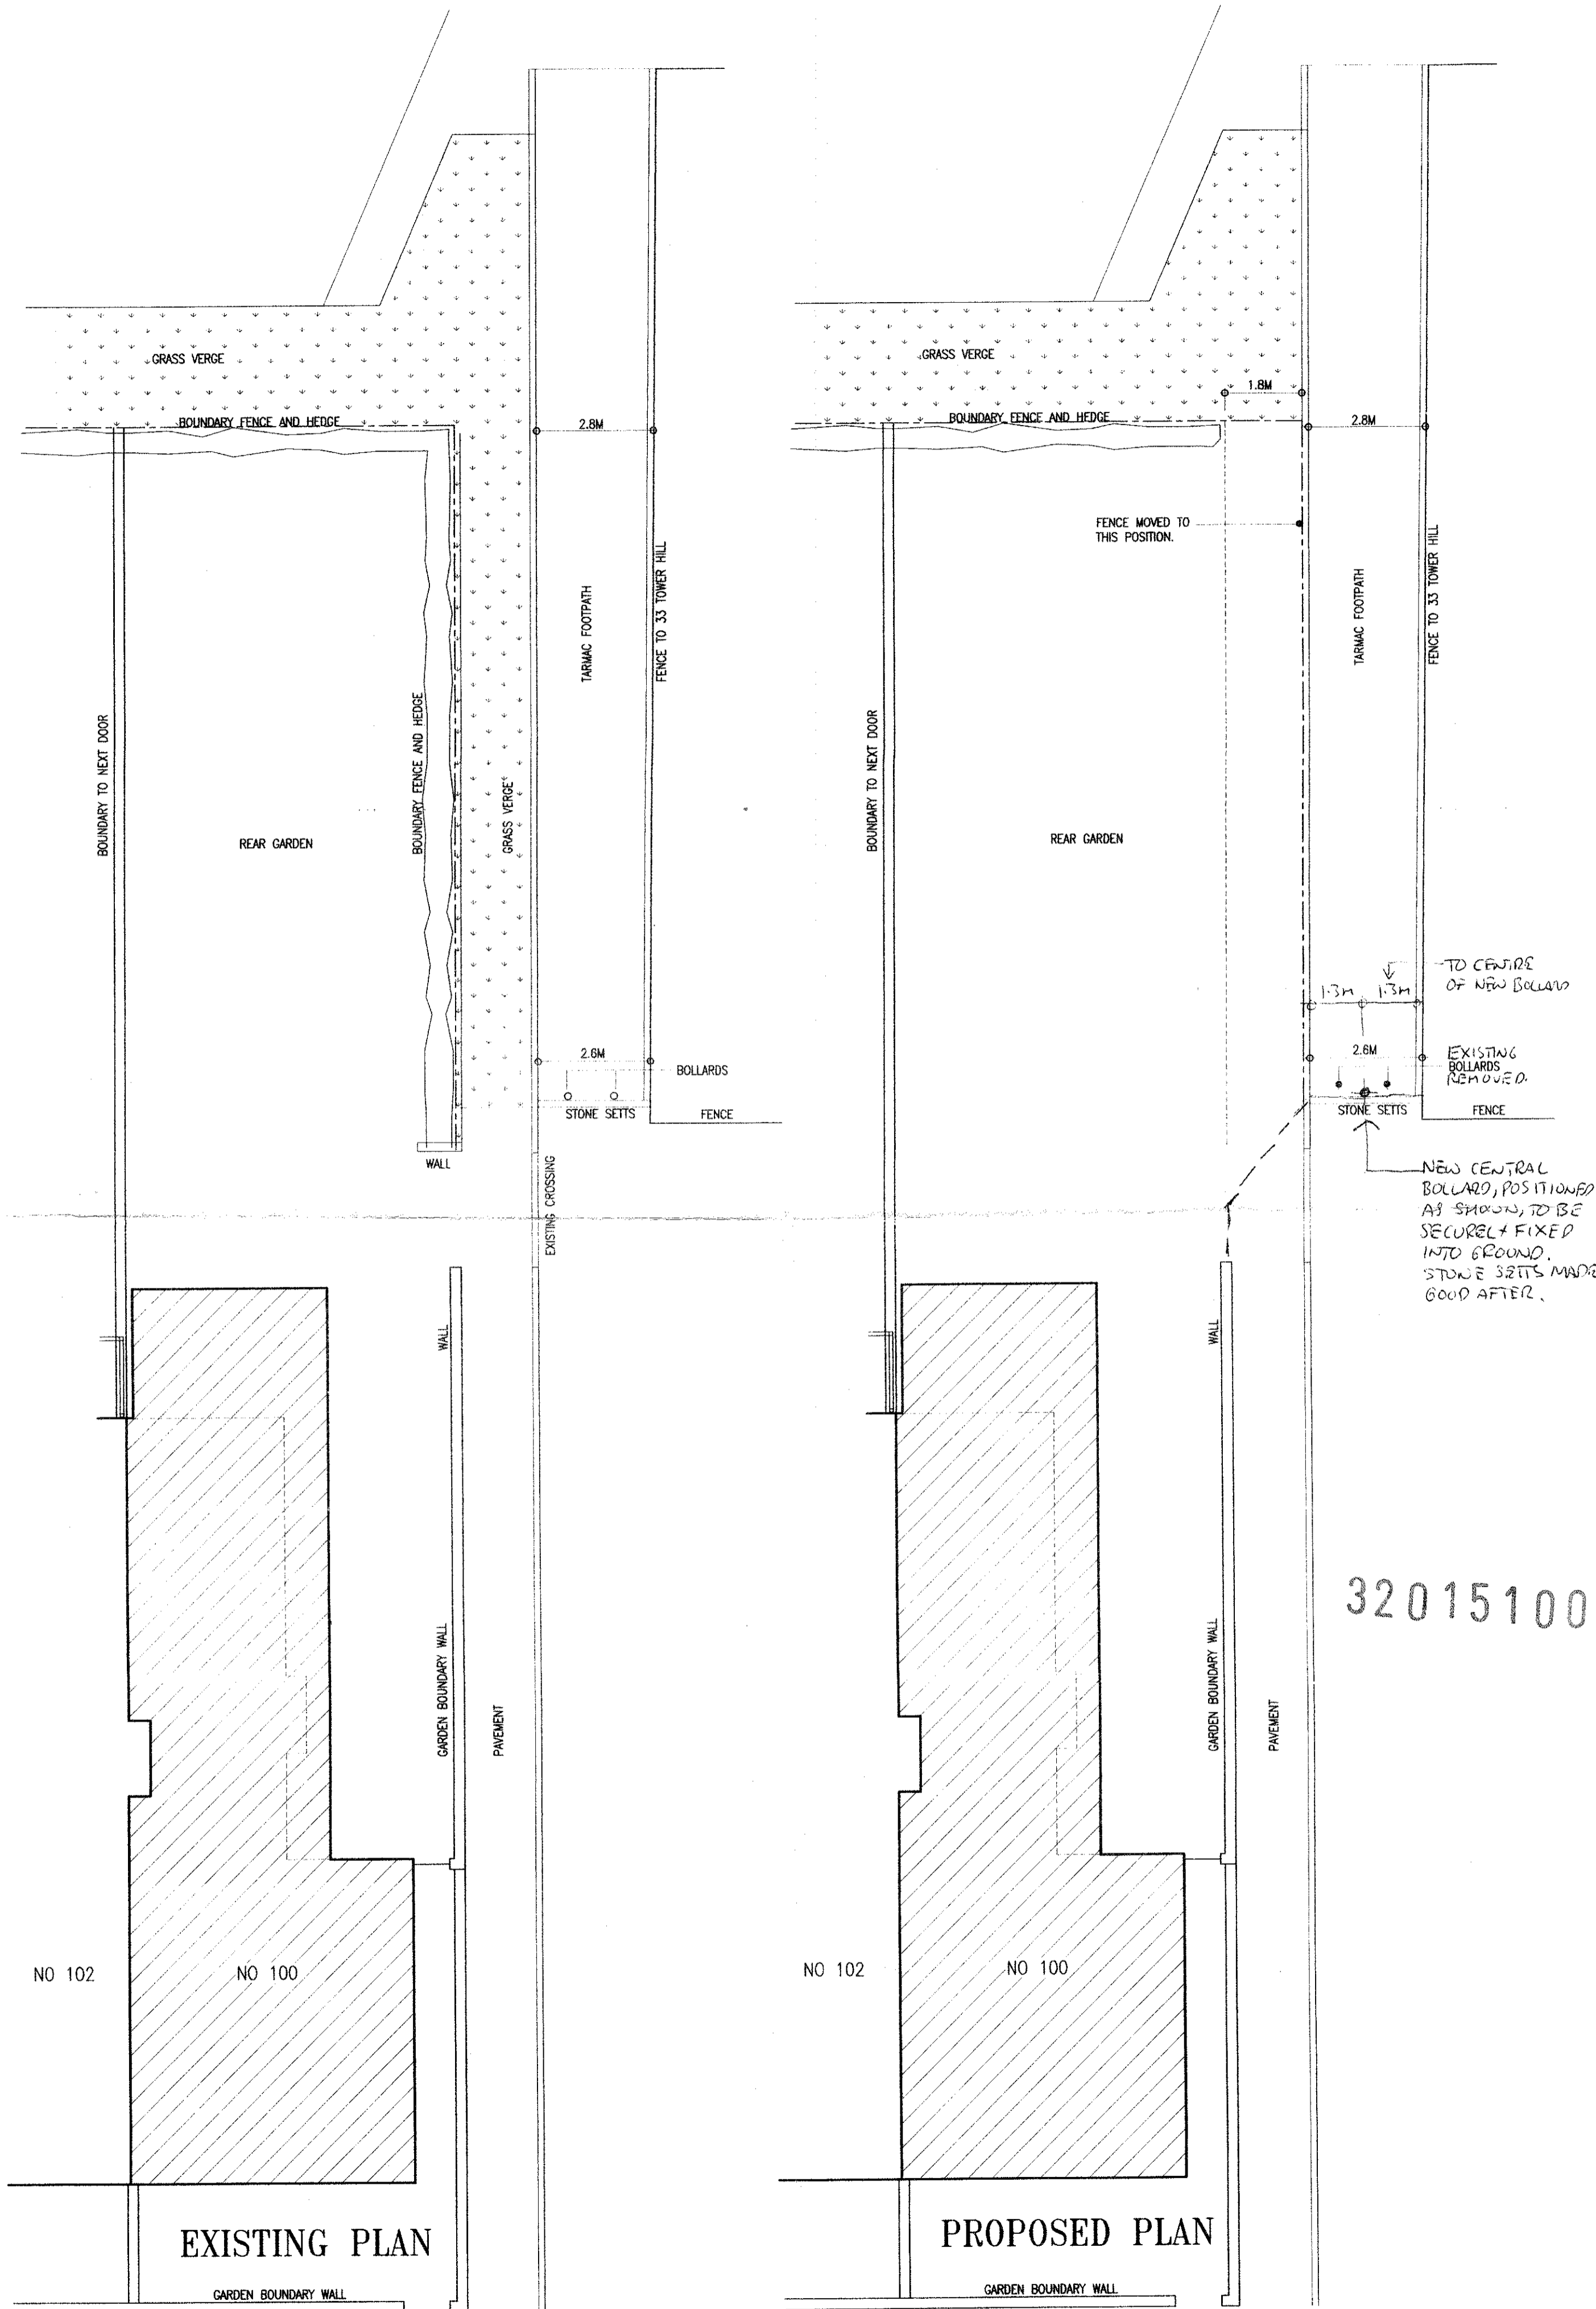 GRASS VERGE
BOUNDARY FENCE AND HEDGE
2.8M
TARMAC FOOTPATH
FENCE TO 33 TOWER HILL
BOUNDARY TO NEXT DOOR
BOUNDARY FENCE AND HEDGE
GRASS VERGE
REAR GARDEN
2.6M
BOLLARDS
STONE SETTS
FENCE
WALL
EXISTING CROSSING
WALL
GARDEN BOUNDARY WALL
PAVEMENT
NO 102
NO 100
EXISTING PLAN
GARDEN BOUNDARY WALL
GRASS VERGE
1.8M
BOUNDARY FENCE AND HEDGE
2.8M
FENCE MOVED TO
THIS POSITION.
TARMAC FOOTPATH
FENCE TO 33 TOWER HILL
BOUNDARY TO NEXT DOOR
REAR GARDEN
TO CENTRE
OF NEW BOLLARD
1.3M
1.3M
2.6M
EXISTING
BOLLARDS
REMOVED.
STONE SETTS
FENCE
NEW CENTRAL
BOLLARD, POSITIONED
AS SHOWN, TO BE
SECURELY FIXED
INTO GROUND.
STONE SETTS MADE
GOOD AFTER.
WALL
32015100
GARDEN BOUNDARY WALL
PAVEMENT
NO 102
NO 100
PROPOSED PLAN
GARDEN BOUNDARY WALL